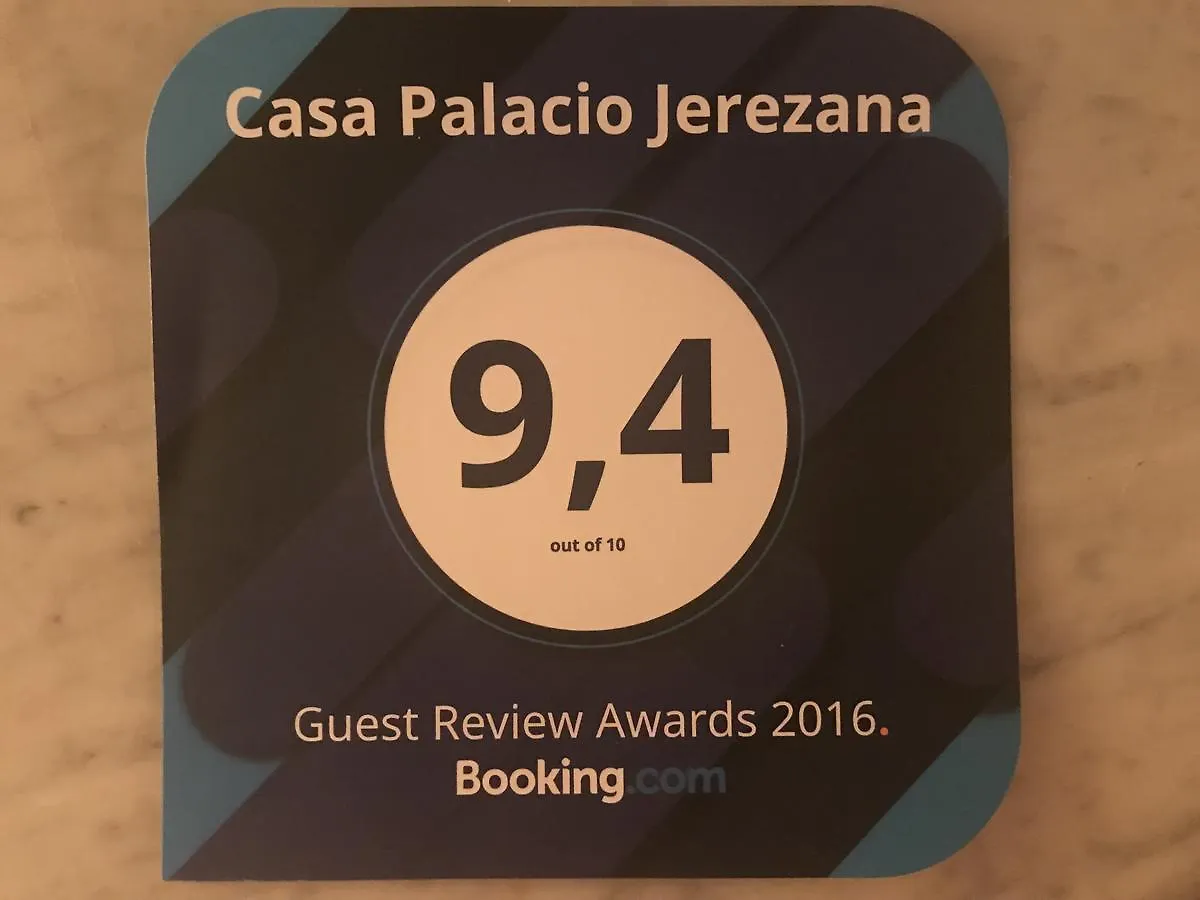 Casa Palacio Jerezana
9,4
out of 10
Guest Review Awards 2016.
Booking.com